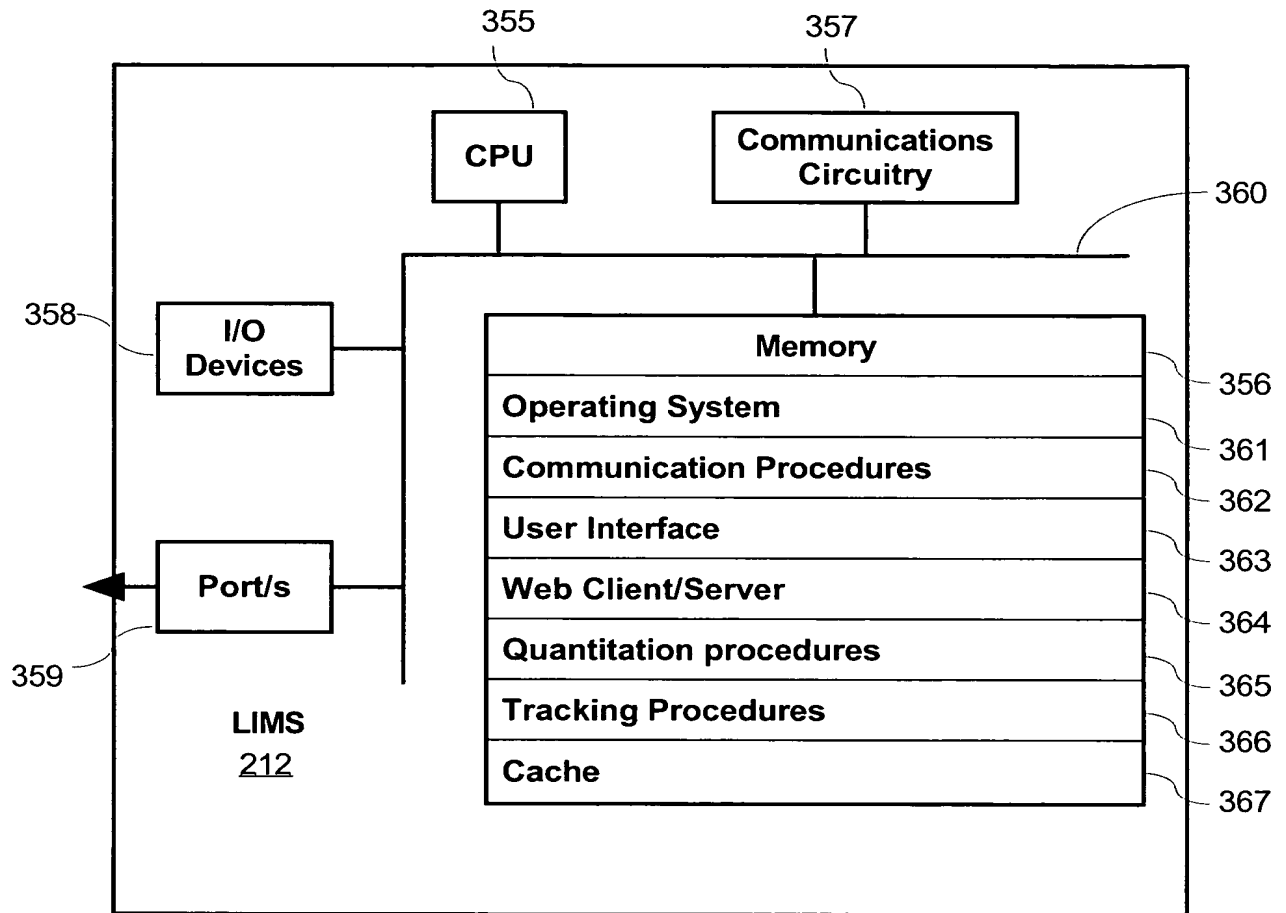 355
357
CPU
Communications
Circuitry
360
358
I/O
Devices
Memory
356
Operating System
361
Communication Procedures
362
User Interface
363
Port/s
Web Client/Server
364
359
Quantitation procedures
365
LIMS
212
Tracking Procedures
366
Cache
367